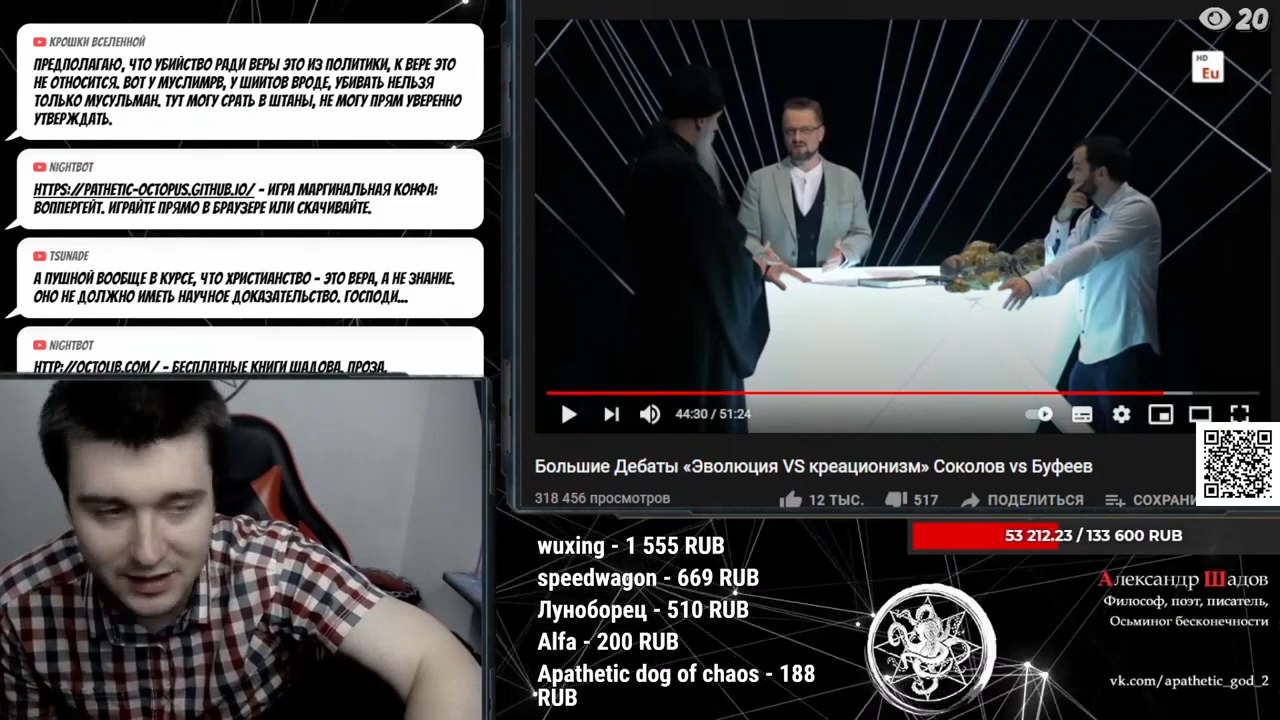 КРОШКИ ВСЕЛЕННОЙ
ПРЕДПОЛАГАЮ, ЧТО УБИЙСТВО РАДИ ВЕРЫ ЭТО ИЗ ПОЛИТИКИ, К ВЕРЕ ЭТО
НЕ ОТНОСИТСЯ. ВОТ У МУСЛИМРВ, У ШИИТОВ ВРОДЕ, УБИВАТЬ НЕЛЬЗЯ
ТОЛЬКО МУСУЛЬМАН. ТУТ МОГУ СРАТЬ В ШТАНЫ, НЕ МОГУ ПРЯМ УВЕРЕННО
УТВЕРЖДАТЬ.
NIGHTBOT
HTTPS://PATHETIC-OCTOPUS.GITHUB.IO/ - ИГРА МАРГИНАЛЬНАЯ КОНФА:
ВОППЕРГЕЙТ. ИГРАЙТЕ ПРЯМО В БРАУЗЕРЕ ИЛИ СКАЧИВАЙТЕ.
TSUNADE
А ПУШНОЙ ВООБЩЕ В КУРСЕ, ЧТО ХРИСТИАНСТВО - ЭТО ВЕРА, А НЕ ЗНАНИЕ.
ОНО НЕ ДОЛЖНО ИМЕТЬ НАУЧНОЕ ДОКАЗАТЕЛЬСТВО. ГОСПОДИ...
NIGHTBOT
HTTP://OCTOLIB.COM/ - БЕСПЛАТНЫЕ КНИГИ ШАДОВА. ПРОЗА,
20
HD
Eu
44:30 / 51:24
Большие Дебаты «Эволюция VS креационизм» Соколов vs Буфеев
318 456 просмотров
12 ТЫС.
517
ПОДЕЛИТЬСЯ
СОХРАНИ
53 212.23 / 133 600 RUB
wuxing - 1 555 RUB
speedwagon - 669 RUB
Луноборец - 510 RUB
Alfa - 200 RUB
Apathetic dog of chaos - 188
RUB
Александр Шадов
Философ, поэт, писатель,
Осьминог бесконечности
vk.com/apathetic_god_2